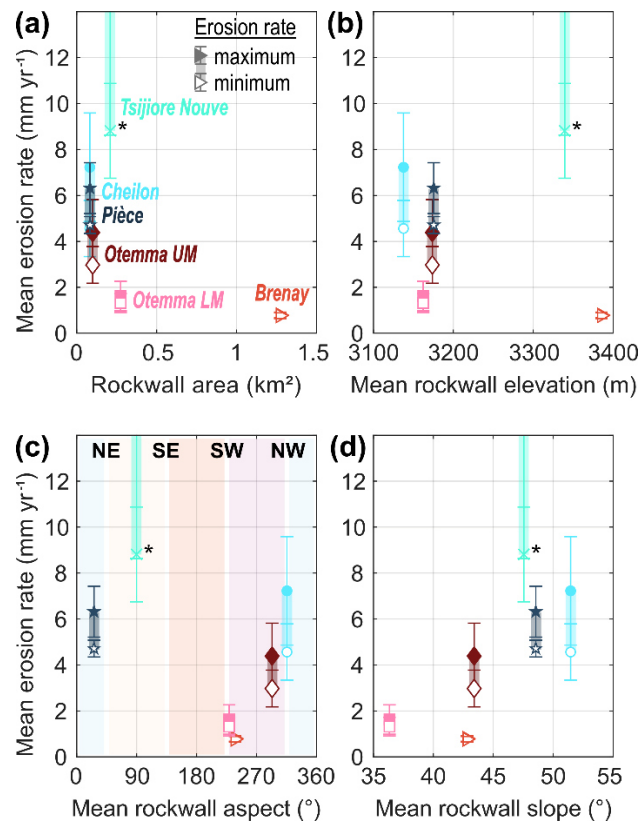 (a)
Erosion rate
maximum
minimum
Tsijiore Nouve
*
Cheilon
Pièce
Otemma UM
Otemma LM
Brenay
14
12
10
8
6
4
2
0
0
0.5
1
1.5
Mean erosion rate (mm yr⁻¹)
Rockwall area (km²)
(b)
*
3100
3200
3300
3400
Mean rockwall elevation (m)
(c)
NE
SE
SW
NW
*
14
12
10
8
6
4
2
0
0
90
180
270
360
Mean erosion rate (mm yr⁻¹)
Mean rockwall aspect (°)
(d)
*
35
40
45
50
55
Mean rockwall slope (°)